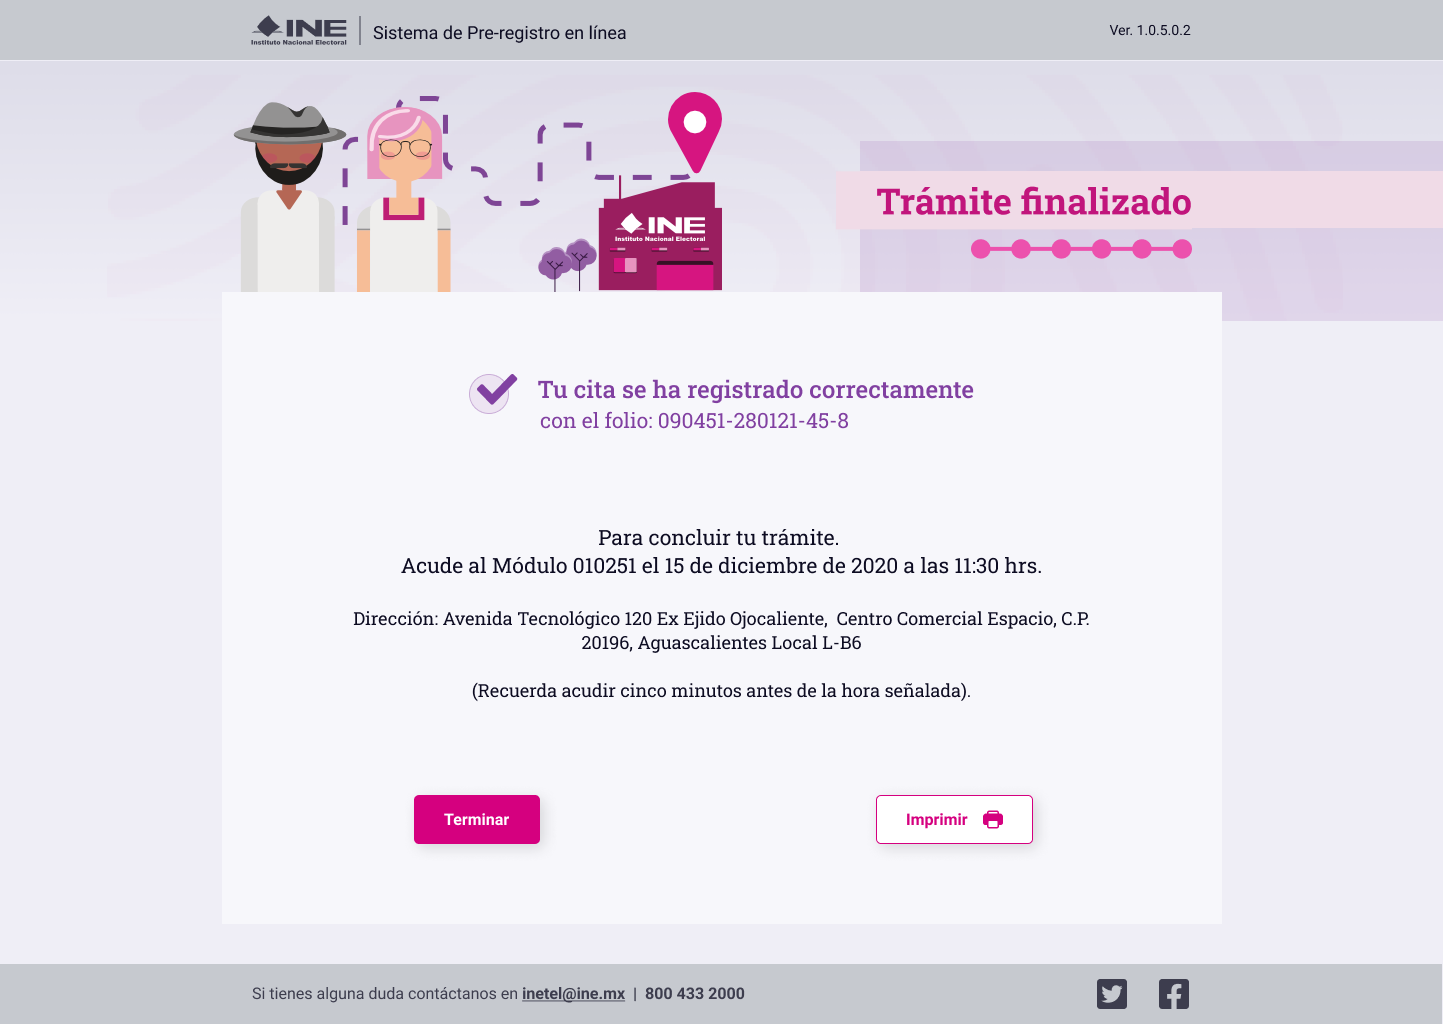 INE
Instituto Nacional Electoral
Sistema de Pre-registro en línea
Ver. 1.0.5.0.2
INE
Instituto Nacional Electoral
Trámite finalizado
Tu cita se ha registrado correctamente
con el folio: 090451-280121-45-8
Para concluir tu trámite.
Acude al Módulo 010251 el 15 de diciembre de 2020 a las 11:30 hrs.
Dirección: Avenida Tecnológico 120 Ex Ejido Ojocaliente,  Centro Comercial Espacio, C.P.
20196, Aguascalientes Local L-B6
(Recuerda acudir cinco minutos antes de la hora señalada).
Terminar
Imprimir
Si tienes alguna duda contáctanos en inetel@ine.mx | 800 433 2000